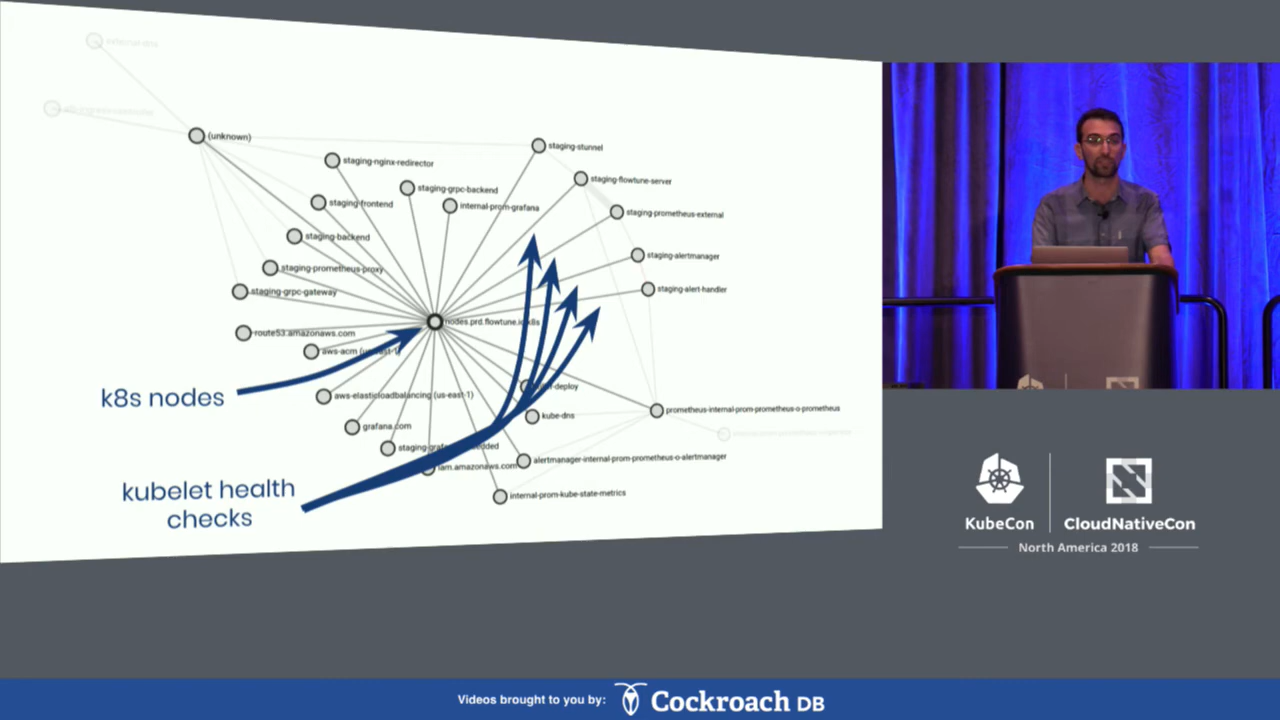 (unknown)
staging-nginx-redirector
staging-stunnel
staging-grpc-backend
staging-flowtune-server
staging-frontend
internal-prom-grafana
staging-prometheus-external
staging-backend
staging-alertmanager
staging-prometheus-proxy
staging-grpc-gateway
staging-alert-handler
nodes.prd.flowtune.io
route53.amazonaws.com
aws-acm
k8s nodes
aws-elasticloadbalancing (us-east-1)
kube-dns
prometheus-internal-prom-prometheus-o-prometheus
grafana.com
alertmanager-internal-prom-prometheus-o-alertmanager
iam.amazonaws.com
internal-prom-kube-state-metrics
kubelet health
checks
KubeCon
CloudNativeCon
North America 2018
Videos brought to you by:
Cockroach DB